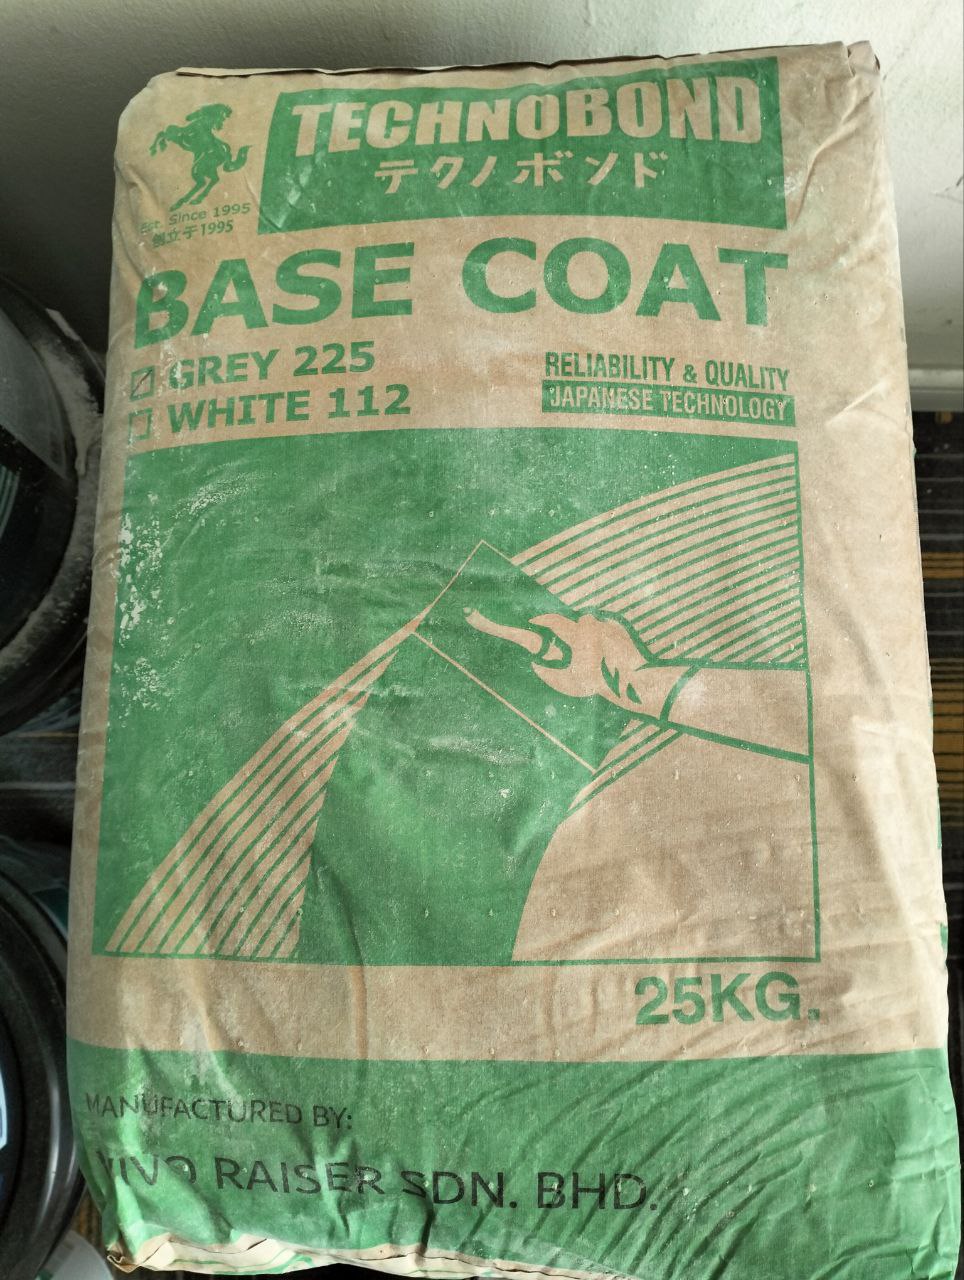 TECHNOBOND
テクノボンド
Est. Since 1995
创立于1995
BASE COAT
GREY 225
WHITE 112
RELIABILITY & QUALITY
JAPANESE TECHNOLOGY
25KG.
MANUFACTURED BY:
VIVO RAISER SDN. BHD.